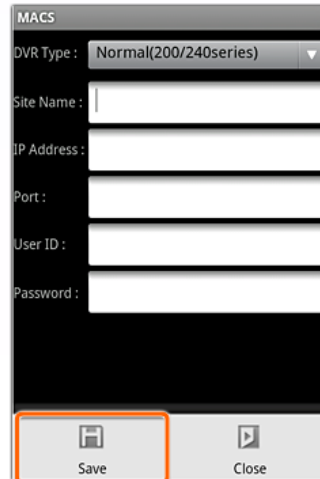 MACS
DVR Type : Normal(200/240series)
Site Name :
IP Address :
Port :
User ID :
Password :
Save Close